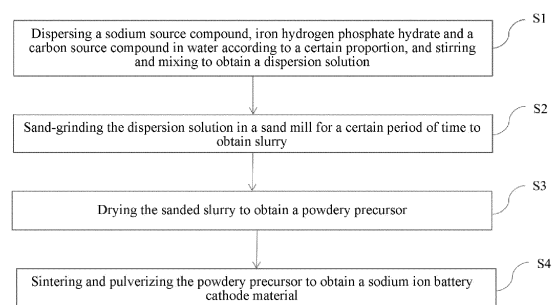 S1
Dispersing a sodium source compound, iron hydrogen phosphate hydrate and a
carbon source compound in water according to a certain proportion, and stirring
and mixing to obtain a dispersion solution
S2
Sand-grinding the dispersion solution in a sand mill for a certain period of time to
obtain slurry
S3
Drying the sanded slurry to obtain a powdery precursor
S4
Sintering and pulverizing the powdery precursor to obtain a sodium ion battery
cathode material